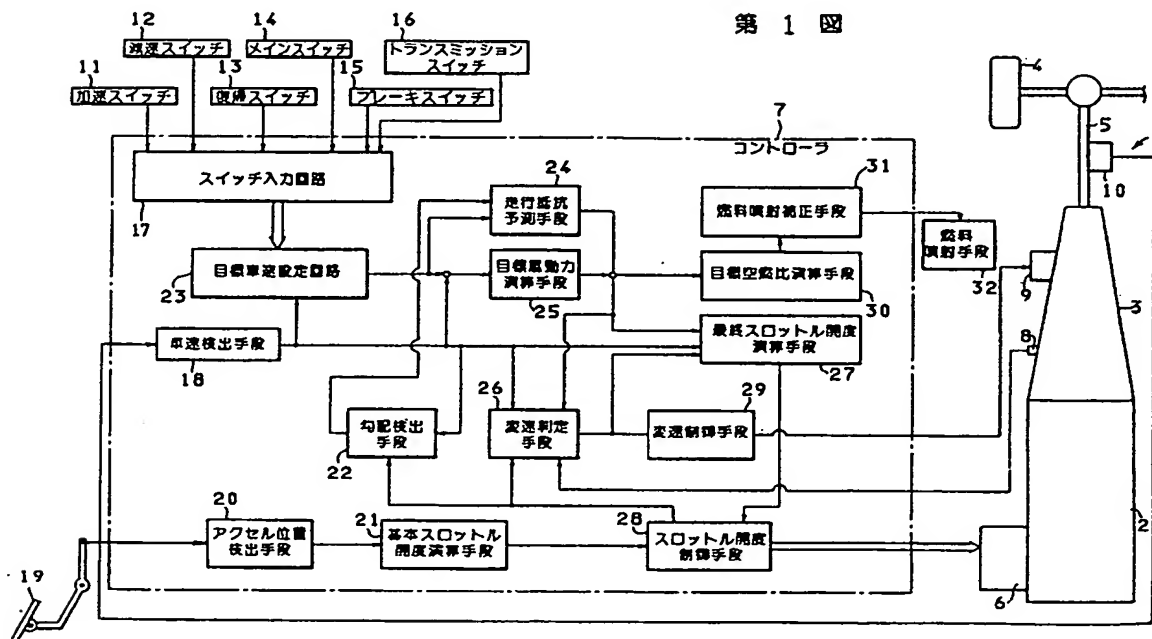 第 1 図
12
減速スイッチ
14
メインスイッチ
16
トランスミッション
スイッチ
11
加速スイッチ
13
復帰スイッチ
15
ブレーキスイッチ
スイッチ入力回路
17
7
コントローラ
4
5
10
24
走行抵抗
予測手段
31
燃料噴射補正手段
燃料
噴射手段
32
目標車速設定回路
23
目標駆動力
演算手段
25
目標空燃比演算手段
30
9
3
車速検出手段
18
最終スロットル開度
演算手段
27
8
26
変速判定
手段
29
変速制御手段
勾配検出
手段
22
20
アクセル位置
検出手段
21
基本スロットル
開度演算手段
28
スロットル開度
制御手段
2
19
6